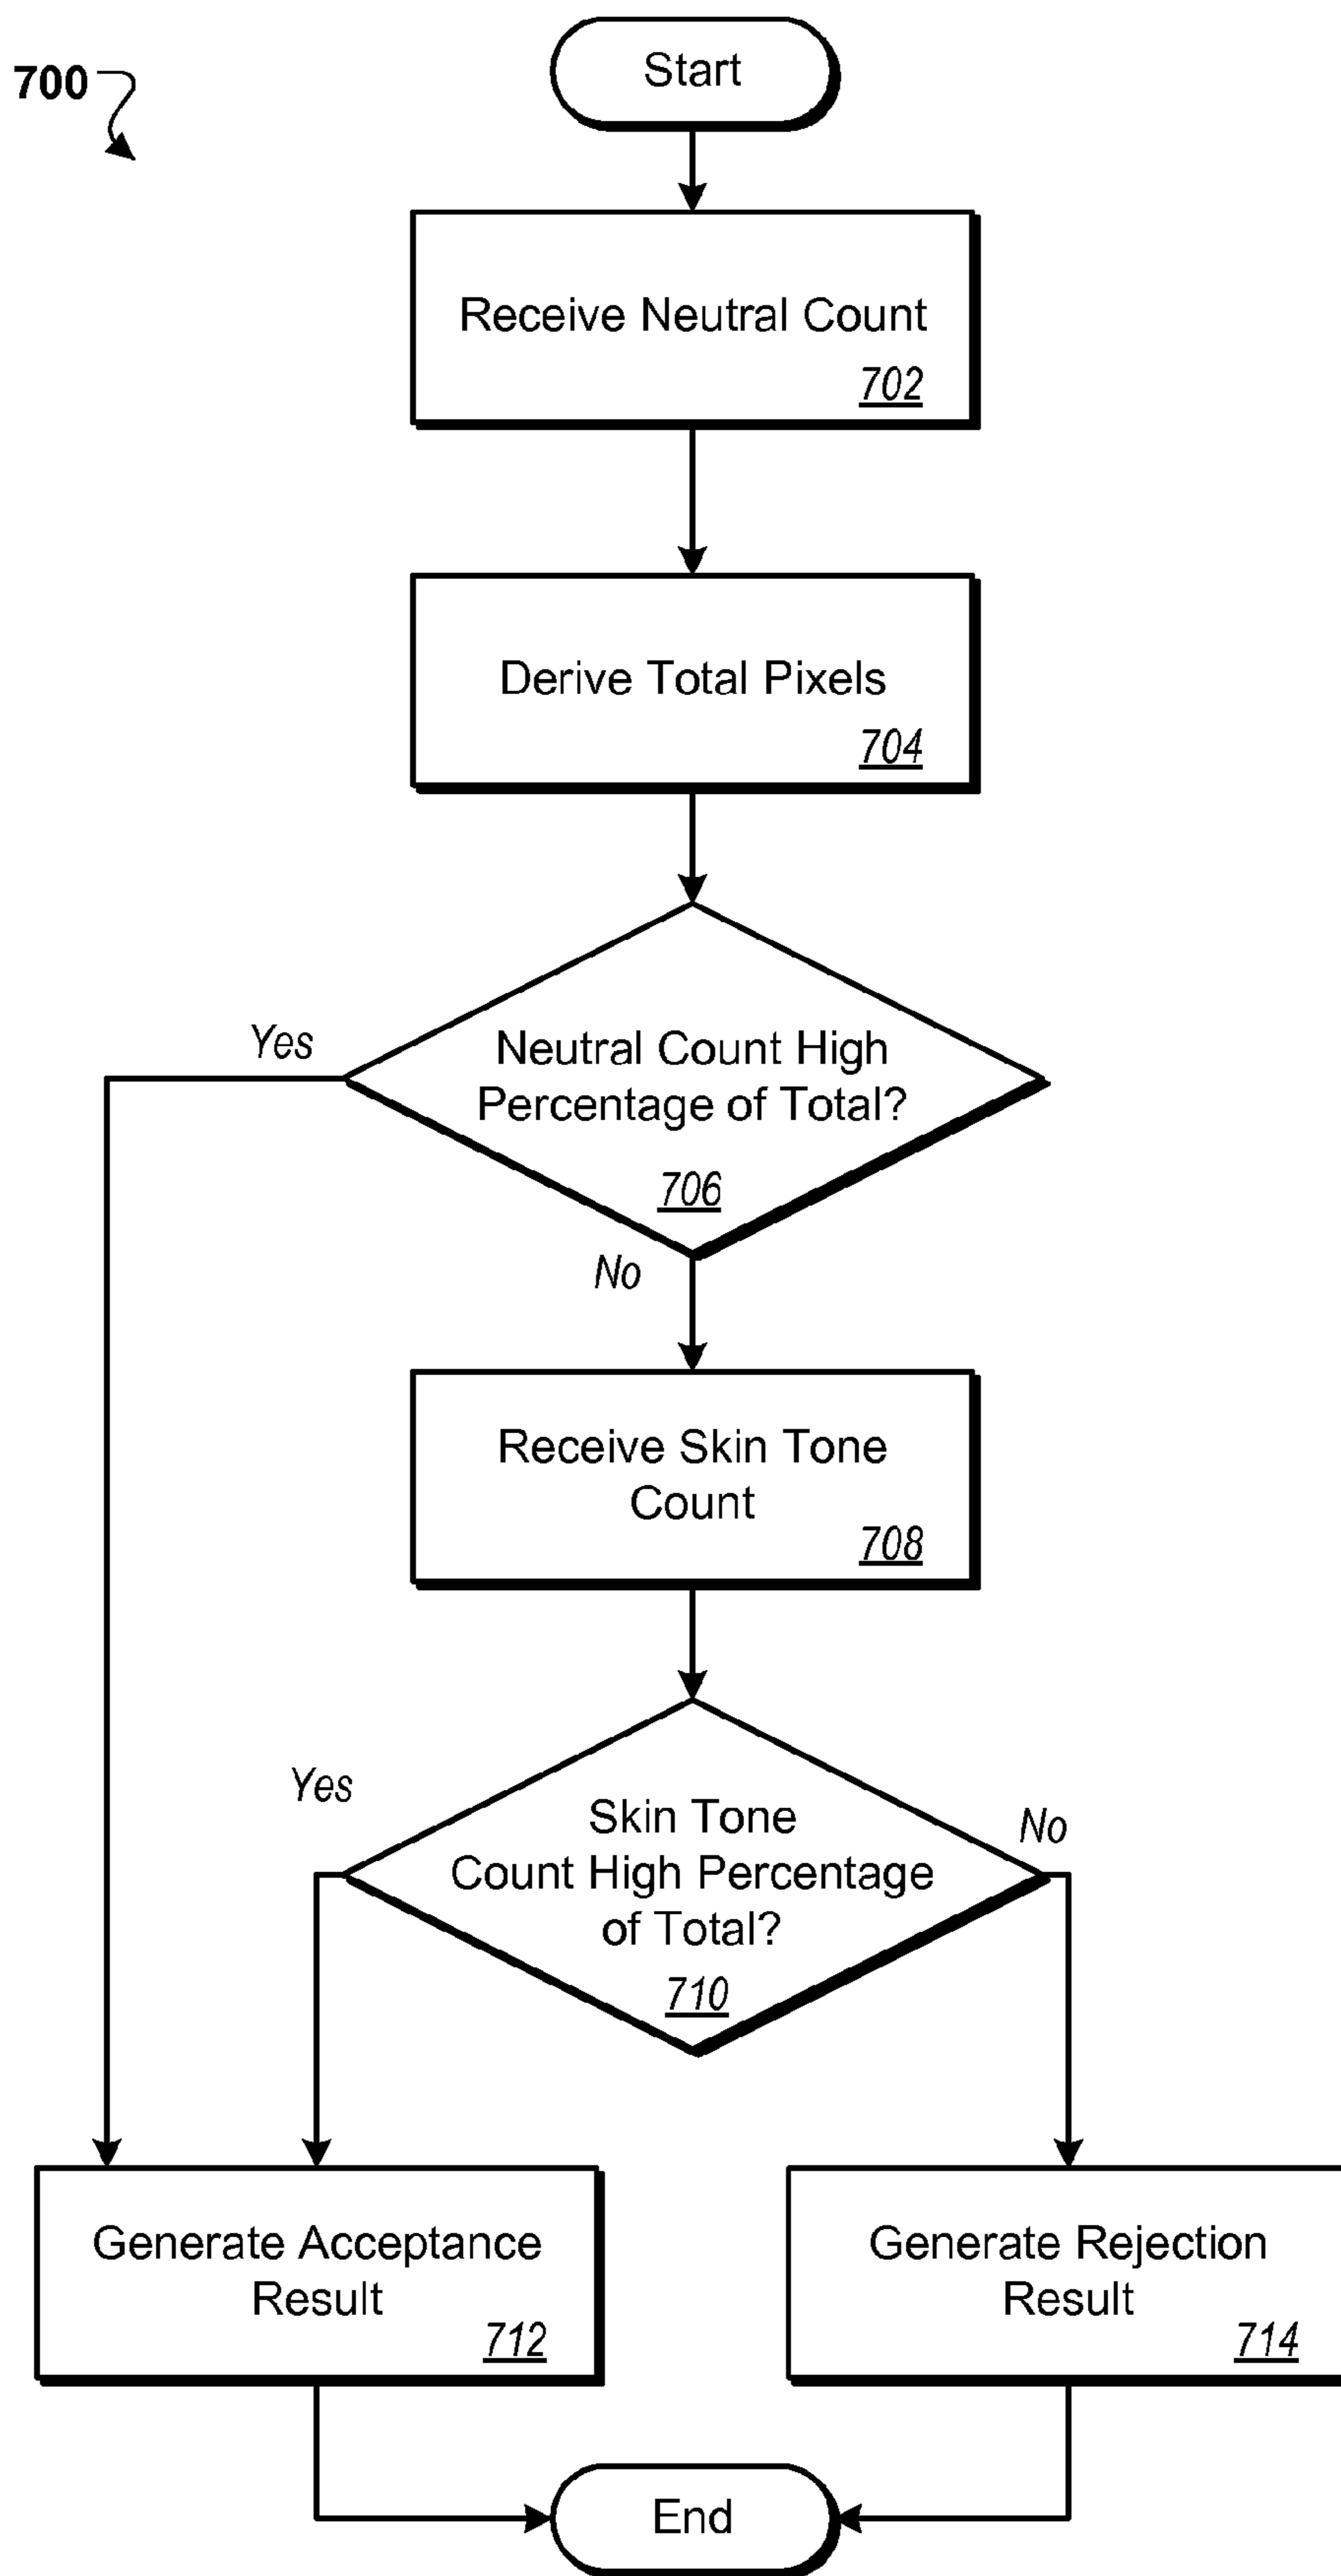 700
Start
Receive Neutral Count
702
Derive Total Pixels
704
Yes
Neutral Count High
Percentage of Total?
706
No
Receive Skin Tone
Count
708
Yes
Skin Tone
Count High Percentage
of Total?
710
No
Generate Acceptance
Result
712
Generate Rejection
Result
714
End